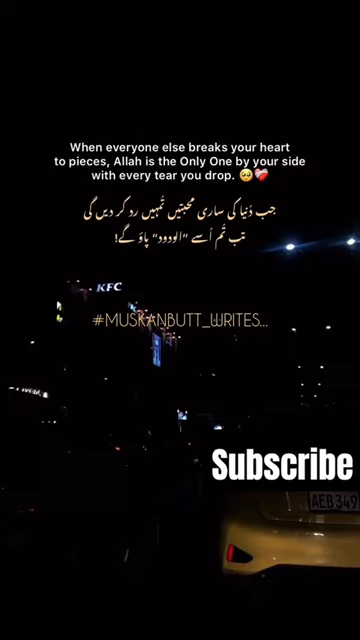 When everyone else breaks your heart
to pieces, Allah is the Only One by your side
with every tear you drop. 🥺❤️‍🩹
جب دُنیا کی ساری محبتیں تُمہیں رد کر دیں گی
تب تُم اُسے "الودود" پاؤ گے!
KFC
#MUSKANBUTT_WRITES...
Subscribe
AEB349